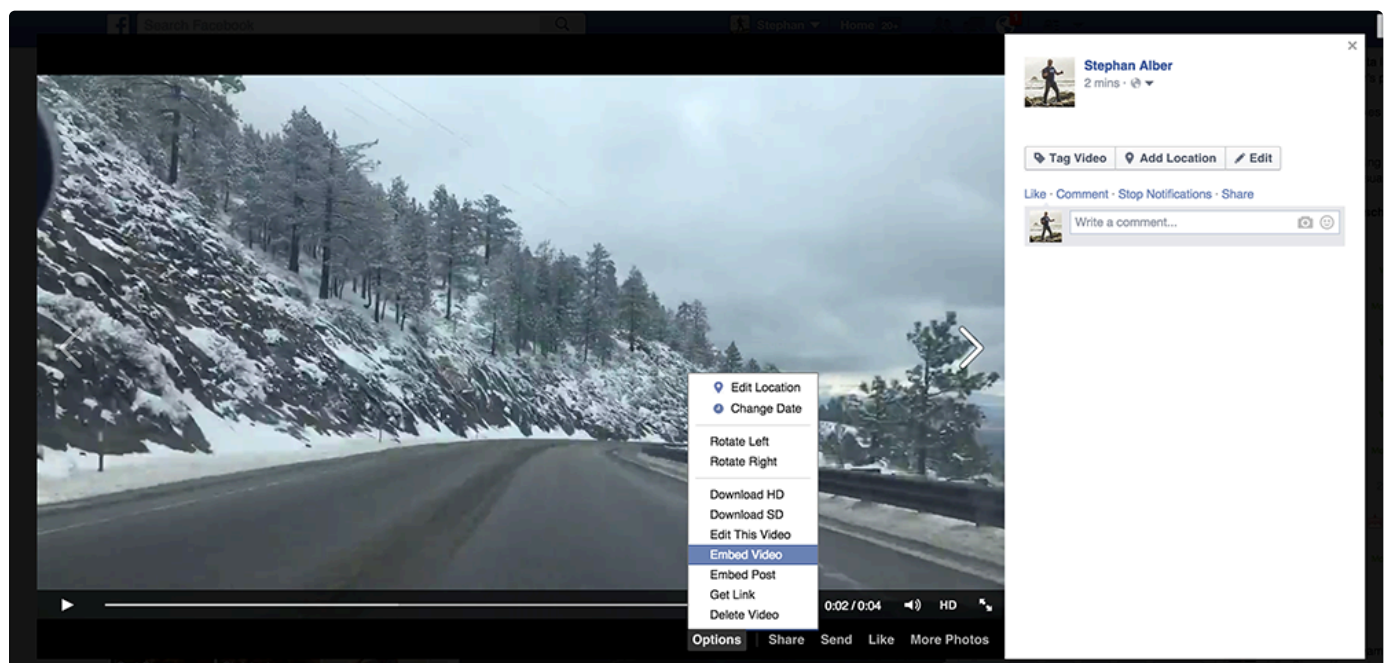 f
Search Facebook
Stephan
Home 20+
Stephan Alber
2 mins ·
Tag Video
Add Location
Edit
Like · Comment · Stop Notifications · Share
Write a comment...
Edit Location
Change Date
Rotate Left
Rotate Right
Download HD
Download SD
Edit This Video
Embed Video
Embed Post
Get Link
Delete Video
0:02 / 0:04
HD
Options
Share
Send
Like
More Photos